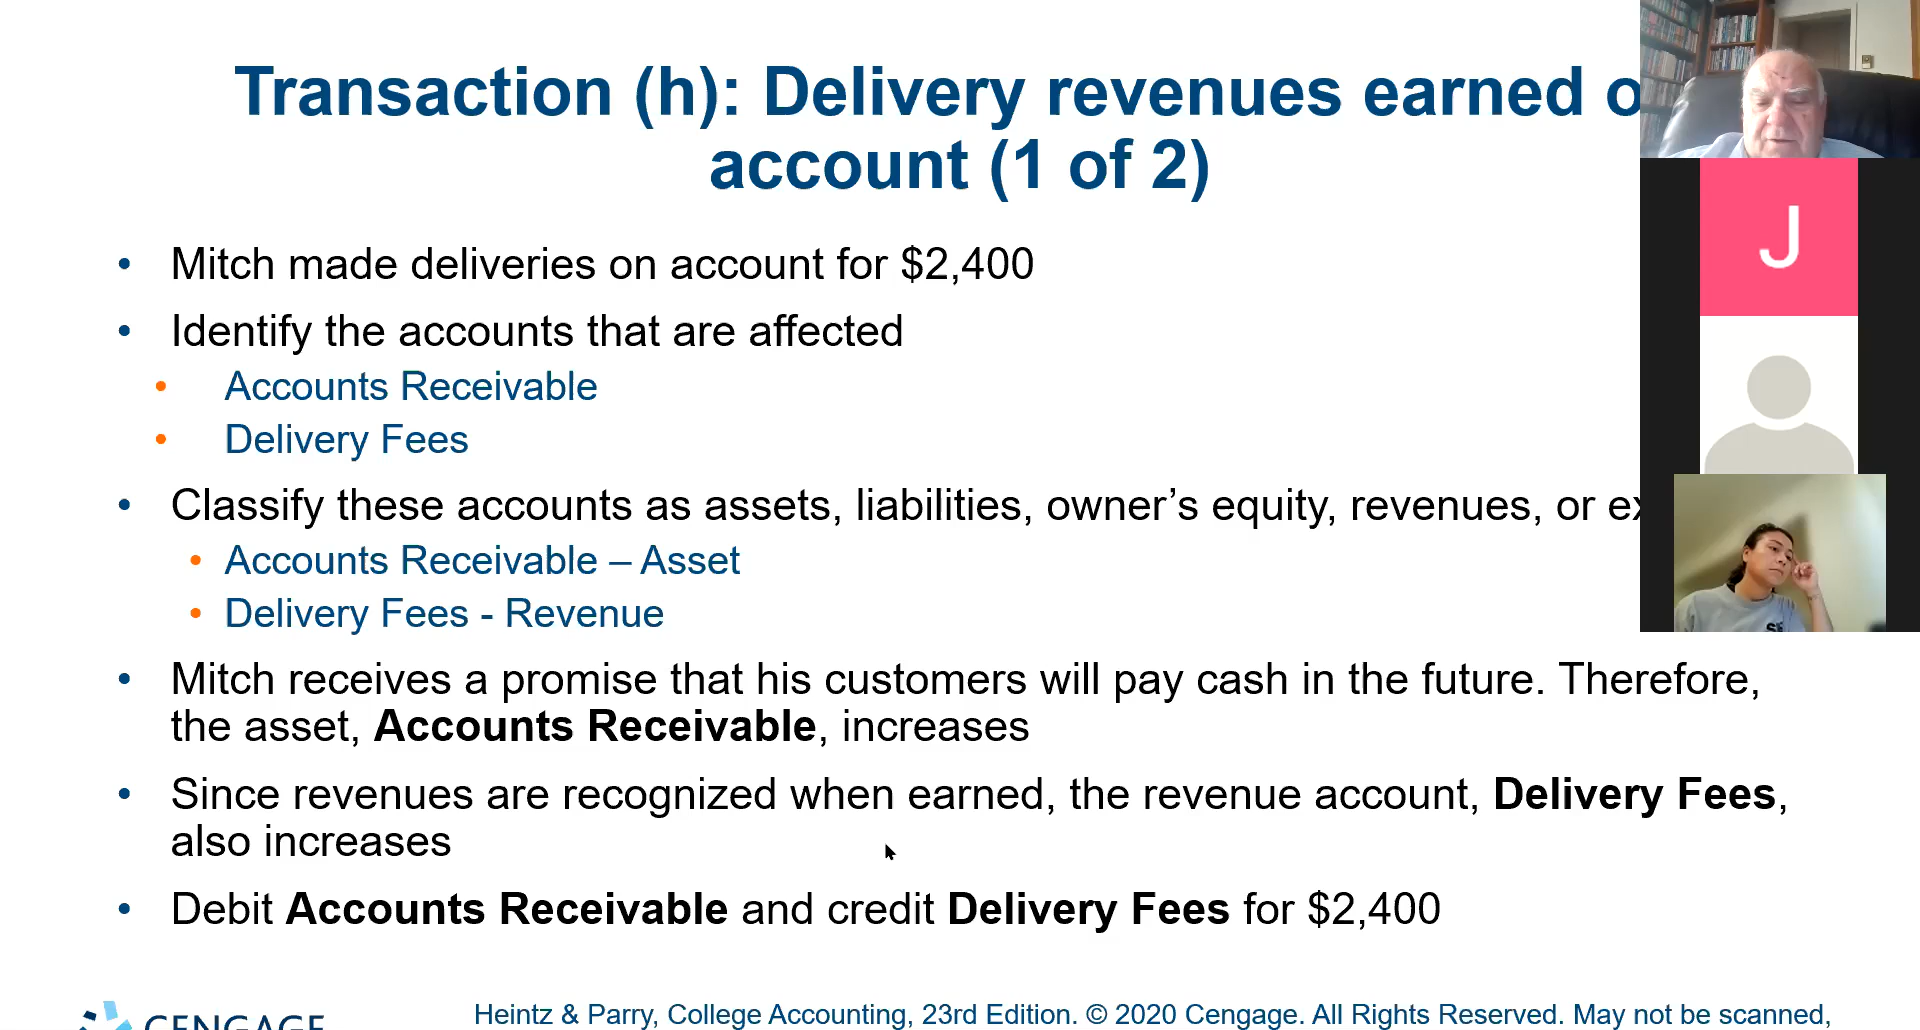 Transaction (h): Delivery revenues earned
account (1 of 2)
• Mitch made deliveries on account for $2,400
• Identify the accounts that are affected
• Accounts Receivable
• Delivery Fees
• Classify these accounts as assets, liabilities, owner’s equity, revenues, or
• Accounts Receivable – Asset
• Delivery Fees - Revenue
• Mitch receives a promise that his customers will pay cash in the future. Therefore,
the asset, Accounts Receivable, increases
• Since revenues are recognized when earned, the revenue account, Delivery Fees,
also increases
• Debit Accounts Receivable and credit Delivery Fees for $2,400
CENGAGE
Heintz & Parry, College Accounting, 23rd Edition. © 2020 Cengage. All Rights Reserved. May not be scanned,
J